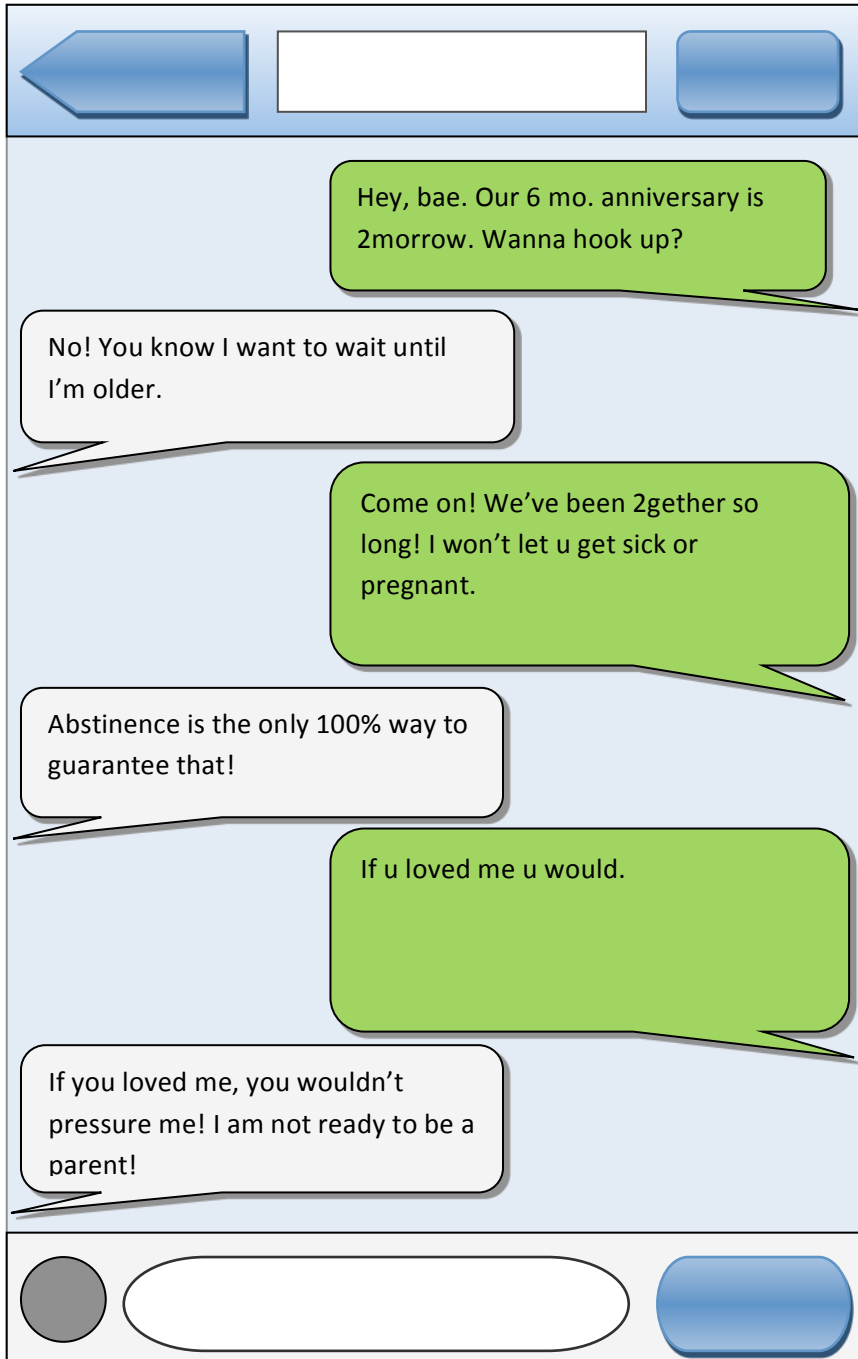 Hey, bae. Our 6 mo. anniversary is
2morrow. Wanna hook up?
No! You know I want to wait until
I’m older.
Come on! We’ve been 2gether so
long! I won’t let u get sick or
pregnant.
Abstinence is the only 100% way to
guarantee that!
If u loved me u would.
If you loved me, you wouldn’t
pressure me! I am not ready to be a
parent!